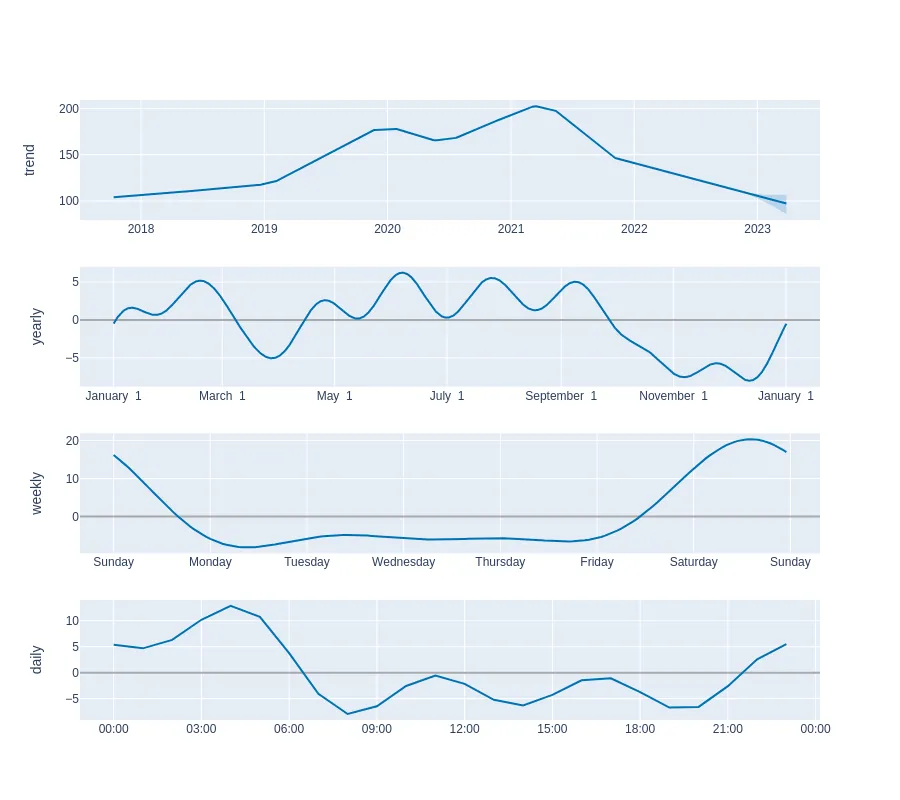 trend
200
150
100
2018 2019 2020 2021 2022 2023
yearly
5
0
−5
January 1 March 1 May 1 July 1 September 1 November 1 January 1
weekly
20
10
0
Sunday Monday Tuesday Wednesday Thursday Friday Saturday Sunday
daily
10
5
0
−5
00:00 03:00 06:00 09:00 12:00 15:00 18:00 21:00 00:00